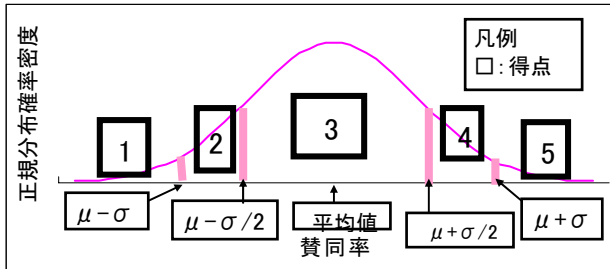 正規分布確率密度
凡例
□:得点
1
2
3
4
5
μ-σ
μ-σ/2
平均値
μ+σ/2
μ+σ
賛同率